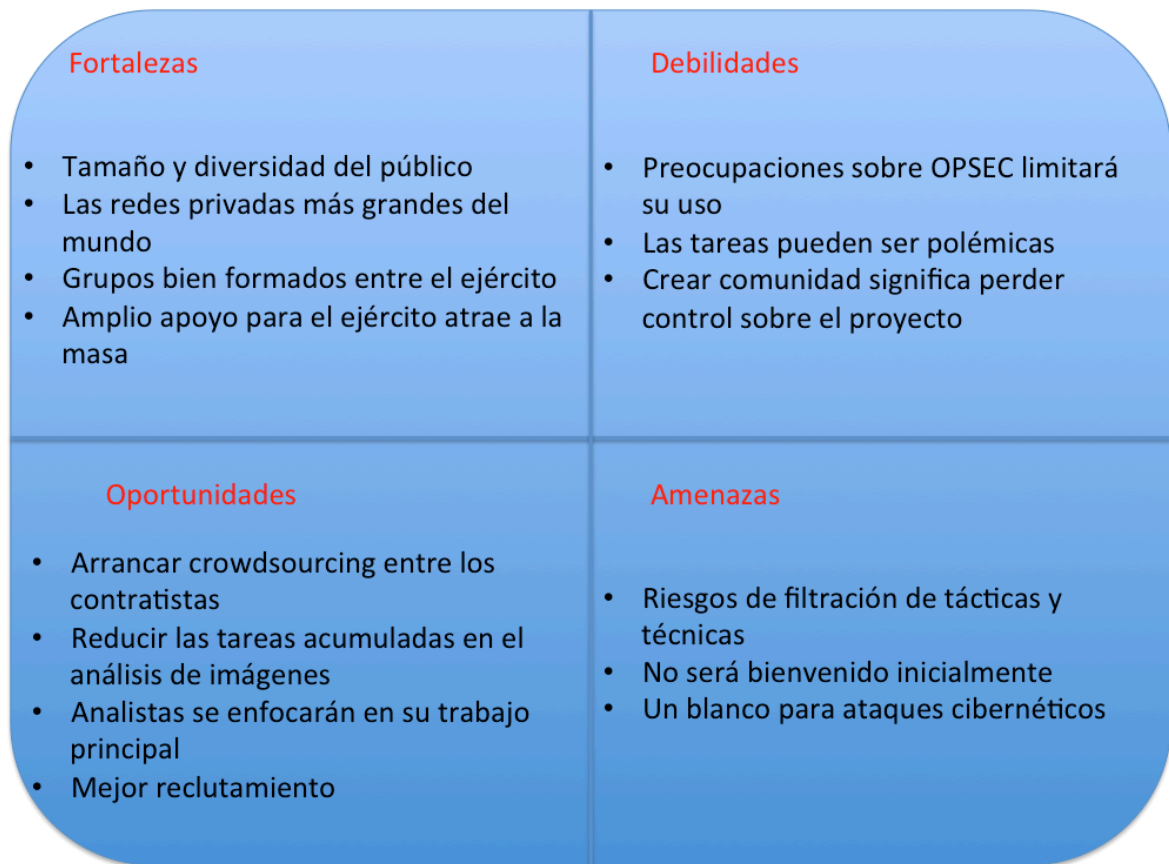 Fortalezas
• Tamaño y diversidad del público
• Las redes privadas más grandes del
mundo
• Grupos bien formados entre el ejército
• Amplio apoyo para el ejército atrae a la
masa
Debilidades
• Preocupaciones sobre OPSEC limitará
su uso
• Las tareas pueden ser polémicas
• Crear comunidad significa perder
control sobre el proyecto
Oportunidades
• Arrancar crowdsourcing entre los
contratistas
• Reducir las tareas acumuladas en el
análisis de imágenes
• Analistas se enfocarán en su trabajo
principal
• Mejor reclutamiento
Amenazas
• Riesgos de filtración de tácticas y
técnicas
• No será bienvenido inicialmente
• Un blanco para ataques cibernéticos